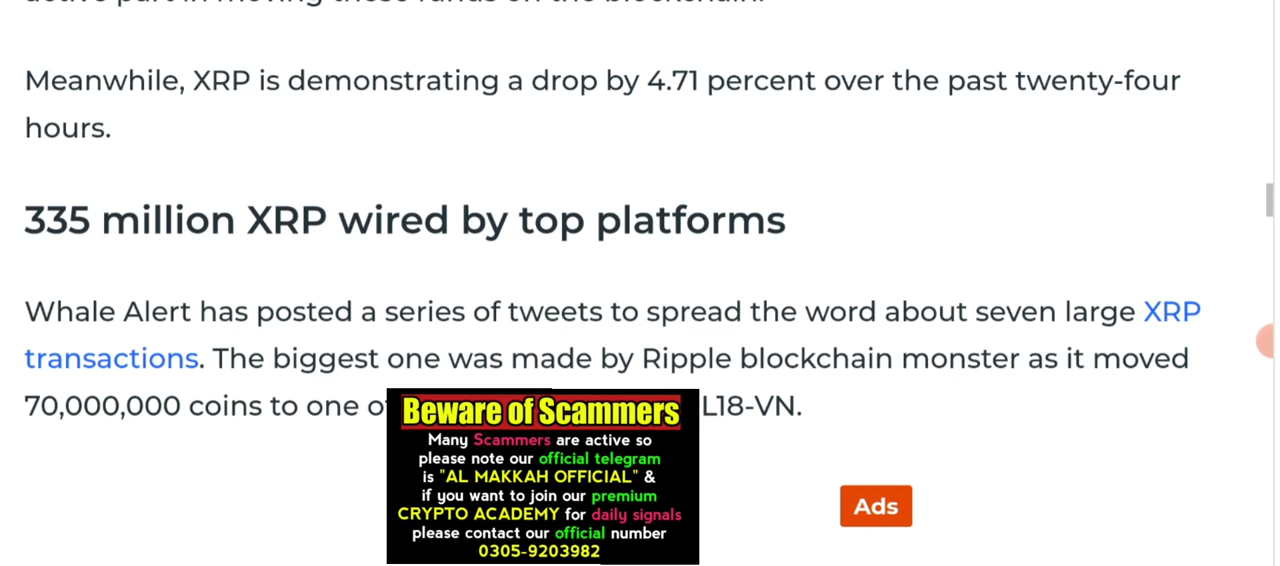 Meanwhile, XRP is demonstrating a drop by 4.71 percent over the past twenty-four
hours.
335 million XRP wired by top platforms
Whale Alert has posted a series of tweets to spread the word about seven large XRP
transactions. The biggest one was made by Ripple blockchain monster as it moved
70,000,000 coins to one L18-VN.
Beware of Scammers
Many Scammers are active so
please note our official telegram
is "AL MAKKAH OFFICIAL" &
if you want to join our premium
CRYPTO ACADEMY for daily signals
please contact our official number
0305-9203982
Ads